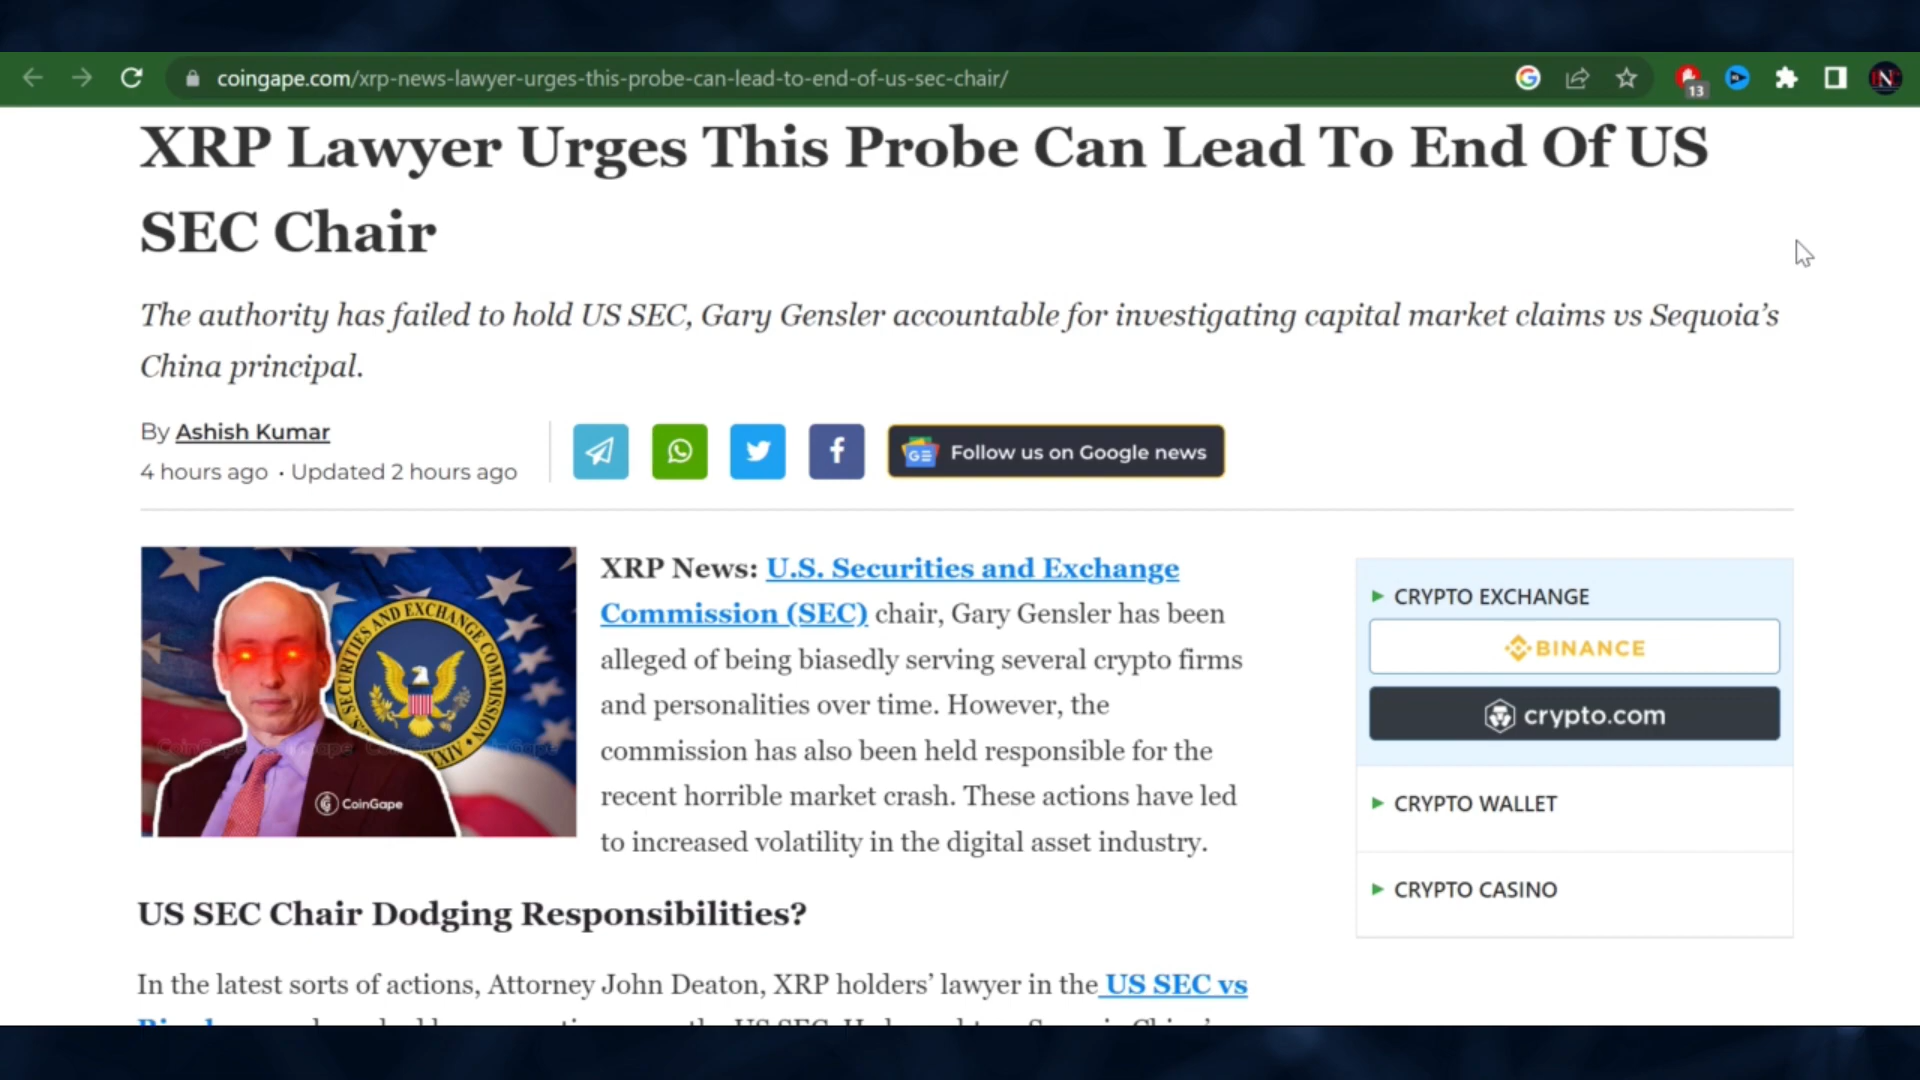 coingape.com/xrp-news-lawyer-urges-this-probe-can-lead-to-end-of-us-sec-chair/
13
N
XRP Lawyer Urges This Probe Can Lead To End Of US
SEC Chair
The authority has failed to hold US SEC, Gary Gensler accountable for investigating capital market claims vs Sequoia's
China principal.
By Ashish Kumar
4 hours ago • Updated 2 hours ago
Follow us on Google news
SECURITIES AND EXCHANGE
CoinGape
XRP News: U.S. Securities and Exchange
Commission (SEC) chair, Gary Gensler has been
alleged of being biasedly serving several crypto firms
and personalities over time. However, the
commission has also been held responsible for the
recent horrible market crash. These actions have led
to increased volatility in the digital asset industry.
CRYPTO EXCHANGE
BINANCE
crypto.com
CRYPTO WALLET
CRYPTO CASINO
US SEC Chair Dodging Responsibilities?
In the latest sorts of actions, Attorney John Deaton, XRP holders' lawyer in the US SEC vs